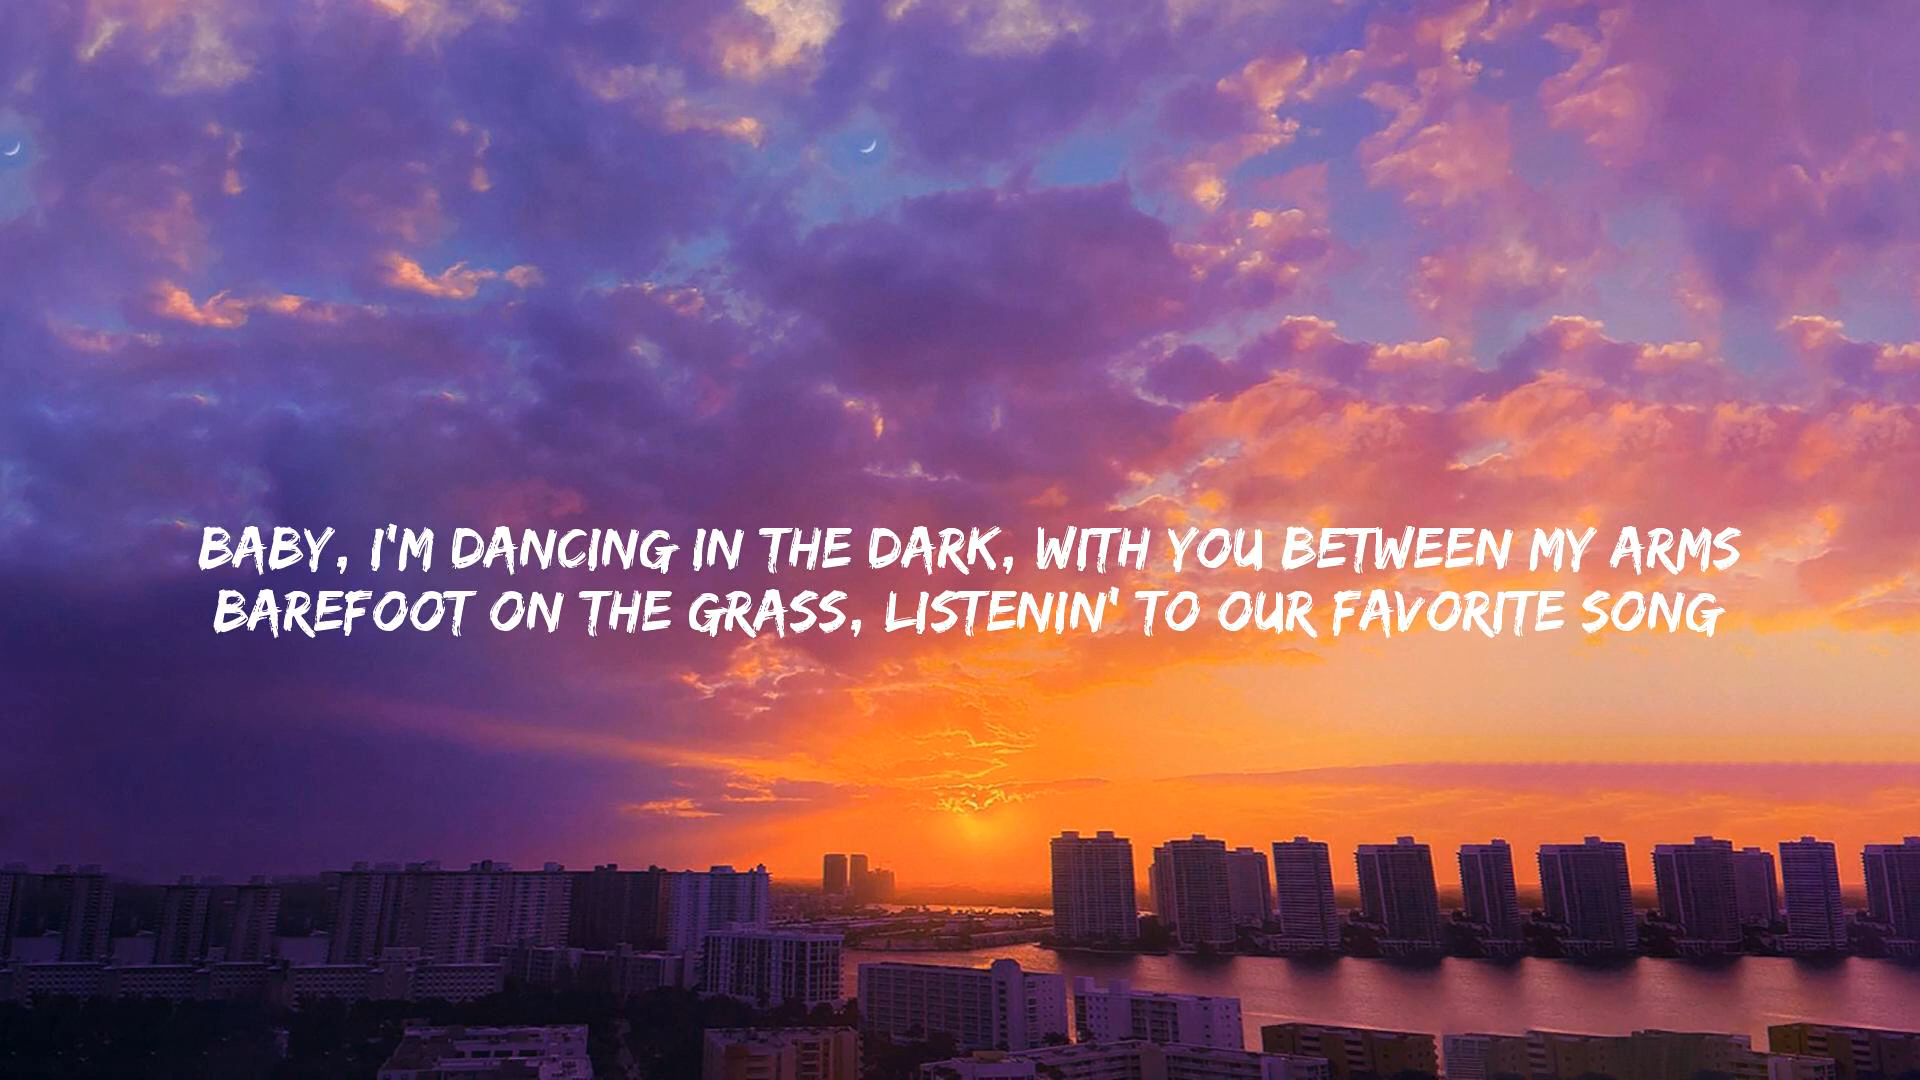 BABY, I'M DANCING IN THE DARK, WITH YOU BETWEEN MY ARMS
BAREFOOT ON THE GRASS, LISTENIN' TO OUR FAVORITE SONG